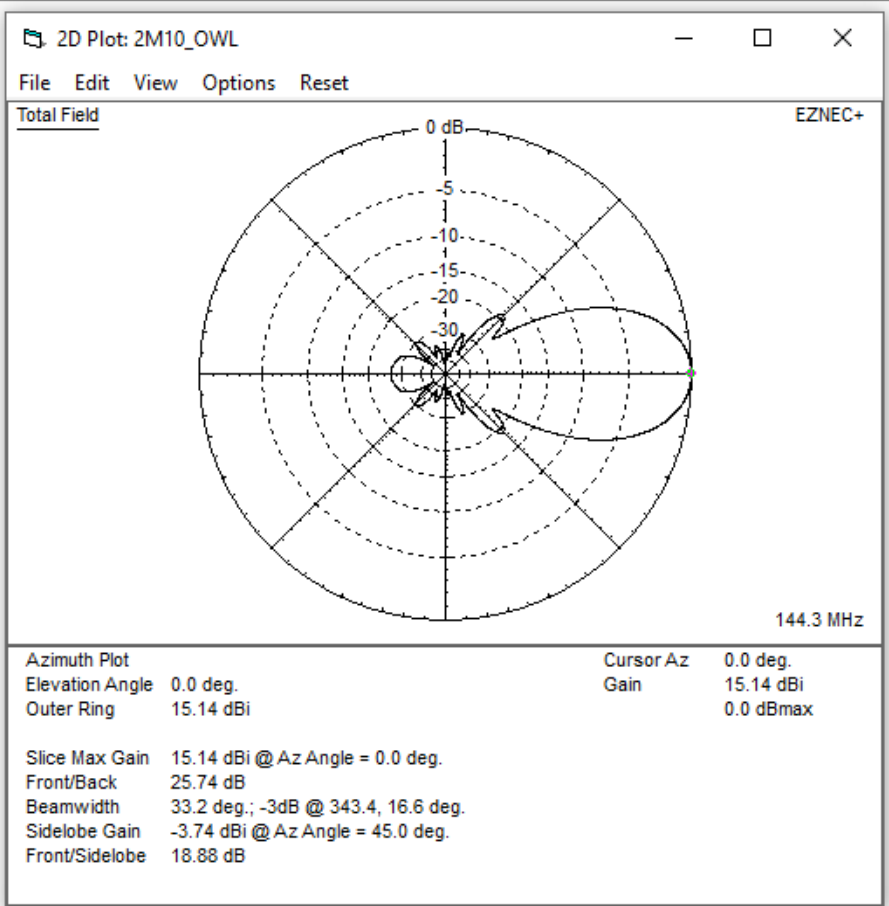 2D Plot: 2M10_OWL
File Edit View Options Reset
Total Field
EZNEC+
0 dB
-5
-10
-15
-20
-30
144.3 MHz
Azimuth Plot
Cursor Az 0.0 deg.
Elevation Angle 0.0 deg.
Gain 15.14 dBi
Outer Ring 15.14 dBi
0.0 dBmax
Slice Max Gain 15.14 dBi @ Az Angle = 0.0 deg.
Front/Back 25.74 dB
Beamwidth 33.2 deg.; -3dB @ 343.4, 16.6 deg.
Sidelobe Gain -3.74 dBi @ Az Angle = 45.0 deg.
Front/Sidelobe 18.88 dB